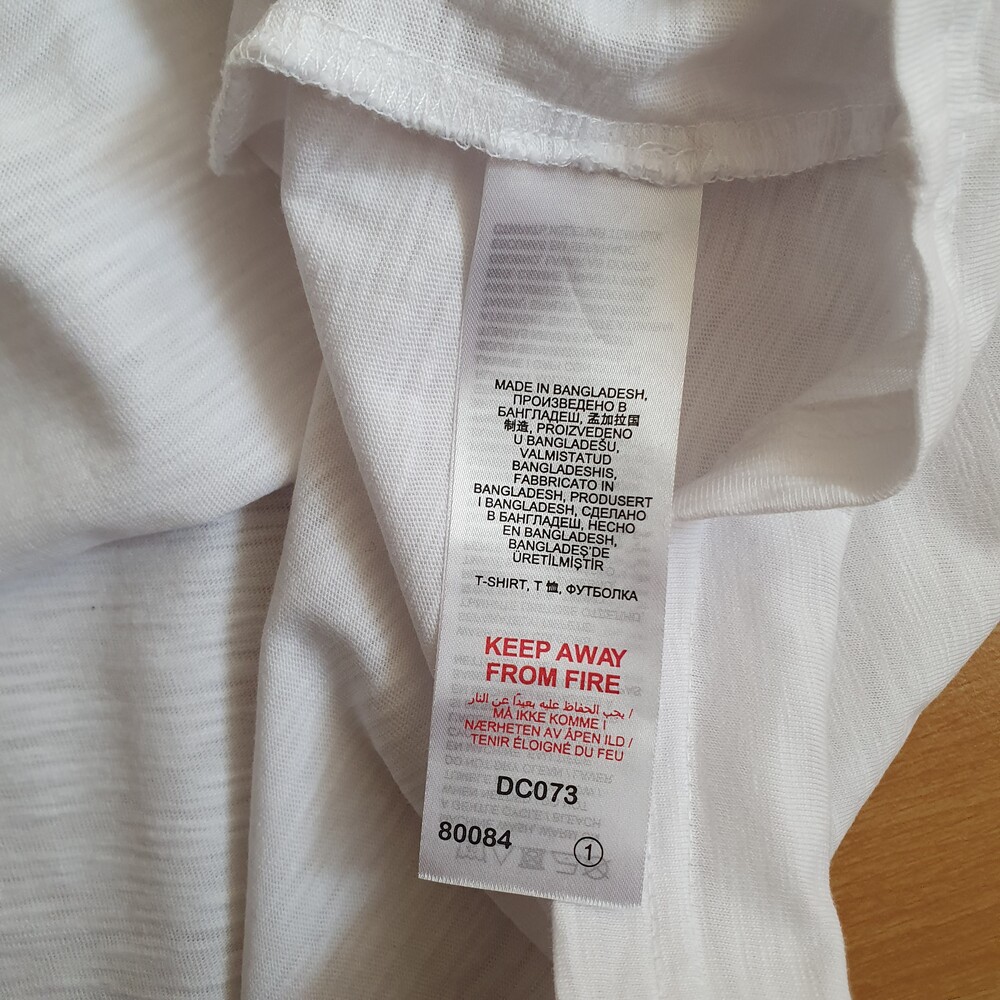 MADE IN BANGLADESH,
ПРОИЗВЕДЕНО В
БАНГЛАДЕШ, 孟加拉国
制造, PROIZVEDENO
U BANGLADEŠU,
VALMISTATUD
BANGLADESHIS,
FABBRICATO IN
BANGLADESH, PRODUSERT
I BANGLADESH, СДЕЛАНО
В БАНГЛАДЕШ, HECHO
EN BANGLADESH,
BANGLADEŞ'DE
ÜRETİLMİŞTİR
T-SHIRT, T 恤, ФУТБОЛКА
KEEP AWAY
FROM FIRE
/ يجب الحفاظ عليه بعيدًا عن النار
MÅ IKKE KOMME I
NÆRHETEN AV ÅPEN ILD /
TENIR ÉLOIGNÉ DU FEU
DC073
80084 1